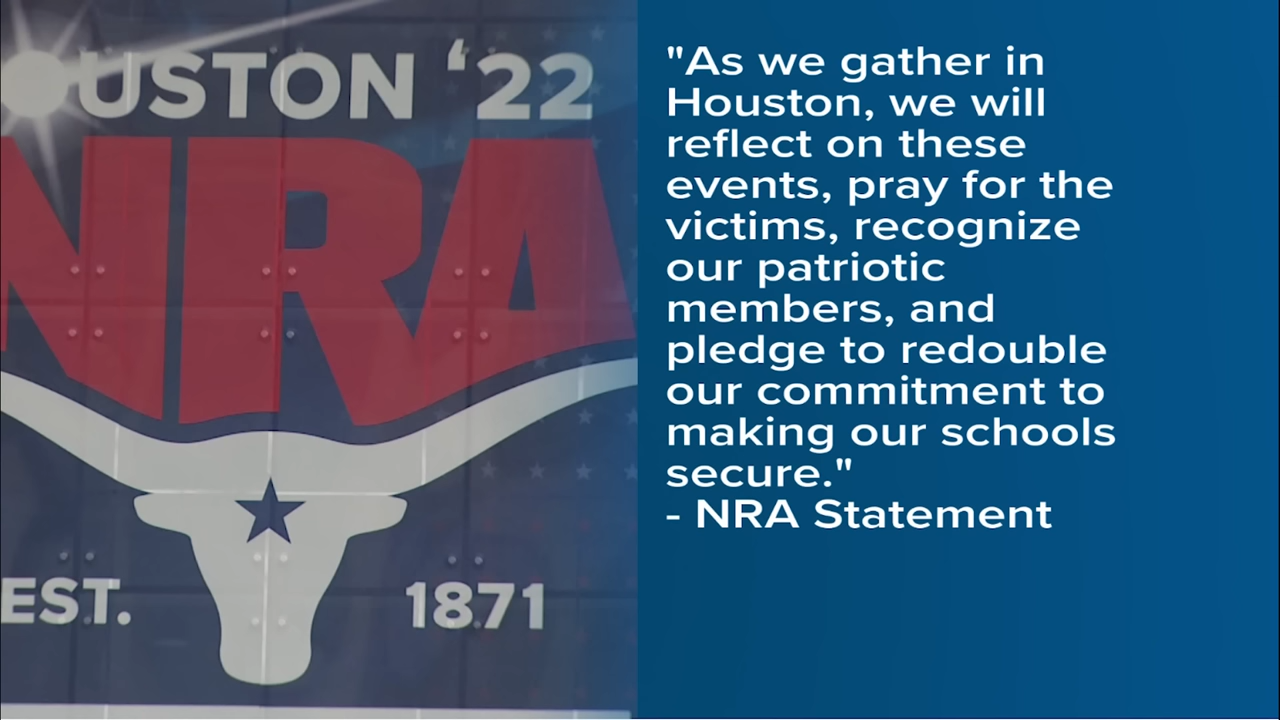 OUSTON ‘22
NRA
EST. 1871
"As we gather in
Houston, we will
reflect on these
events, pray for the
victims, recognize
our patriotic
members, and
pledge to redouble
our commitment to
making our schools
secure."
- NRA Statement